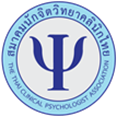 สมาคมนักจิตวิทยาคลินิกไทย
Ψ
THE THAI CLINICAL PSYCHOLOGIST ASSOCIATION